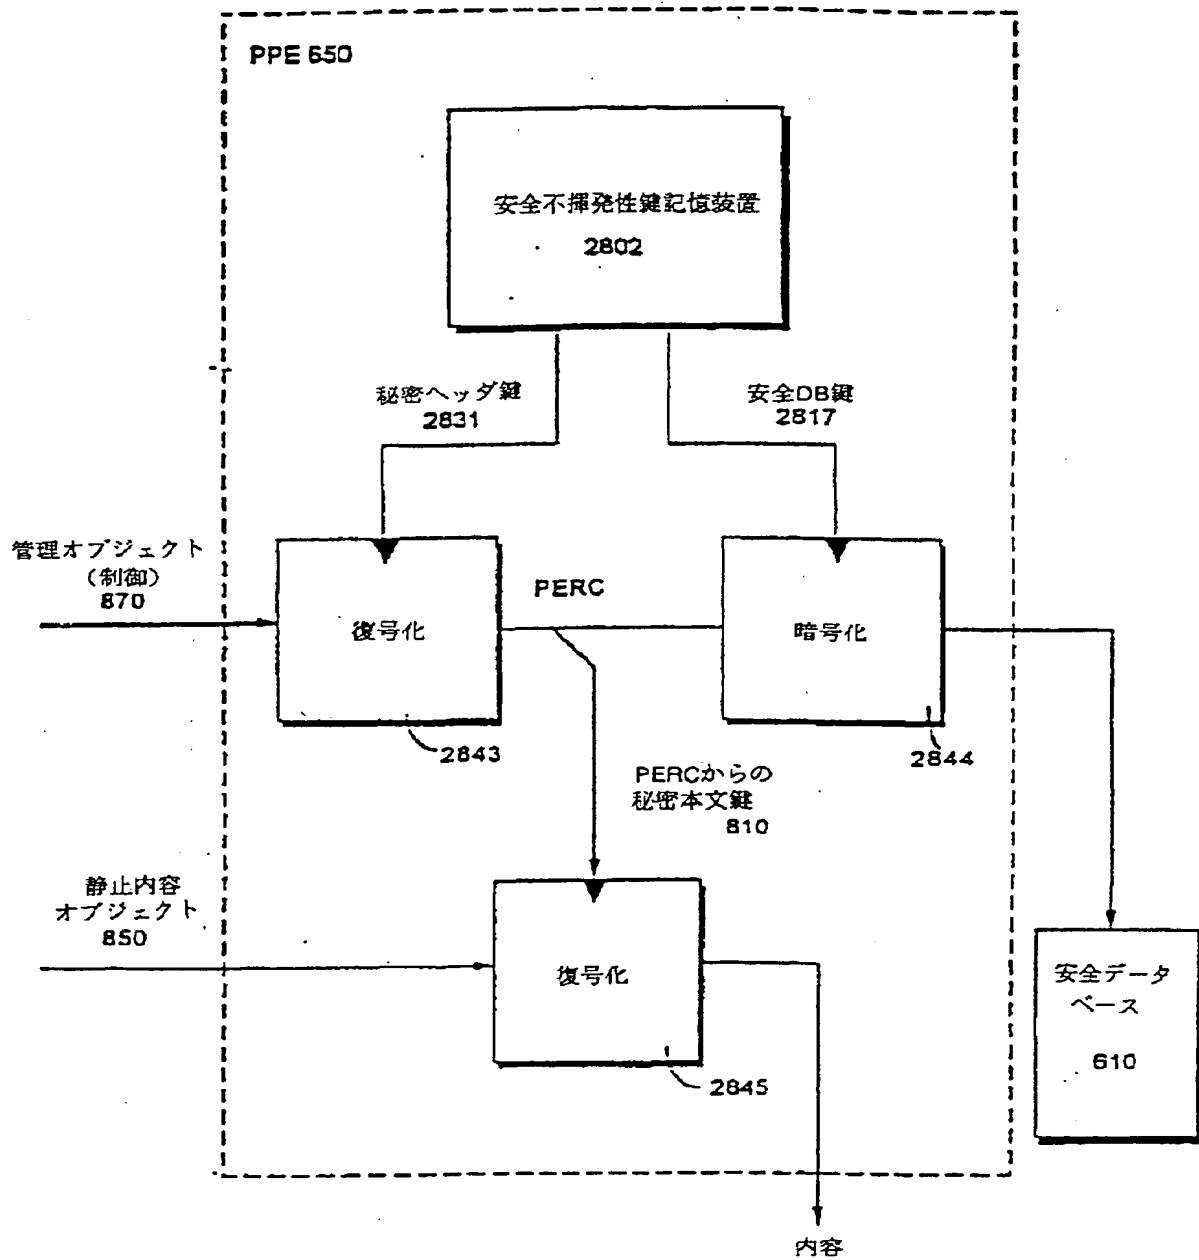 PPE 650
安全不揮発性鍵記憶装置
2802
秘密ヘッダ鍵
2831
安全DB鍵
2817
管理オブジェクト
（制御）
870
復号化
PERC
暗号化
2843
2844
PERCからの
秘密本文鍵
810
静止内容
オブジェクト
850
復号化
2845
安全データ
ベース
610
内容